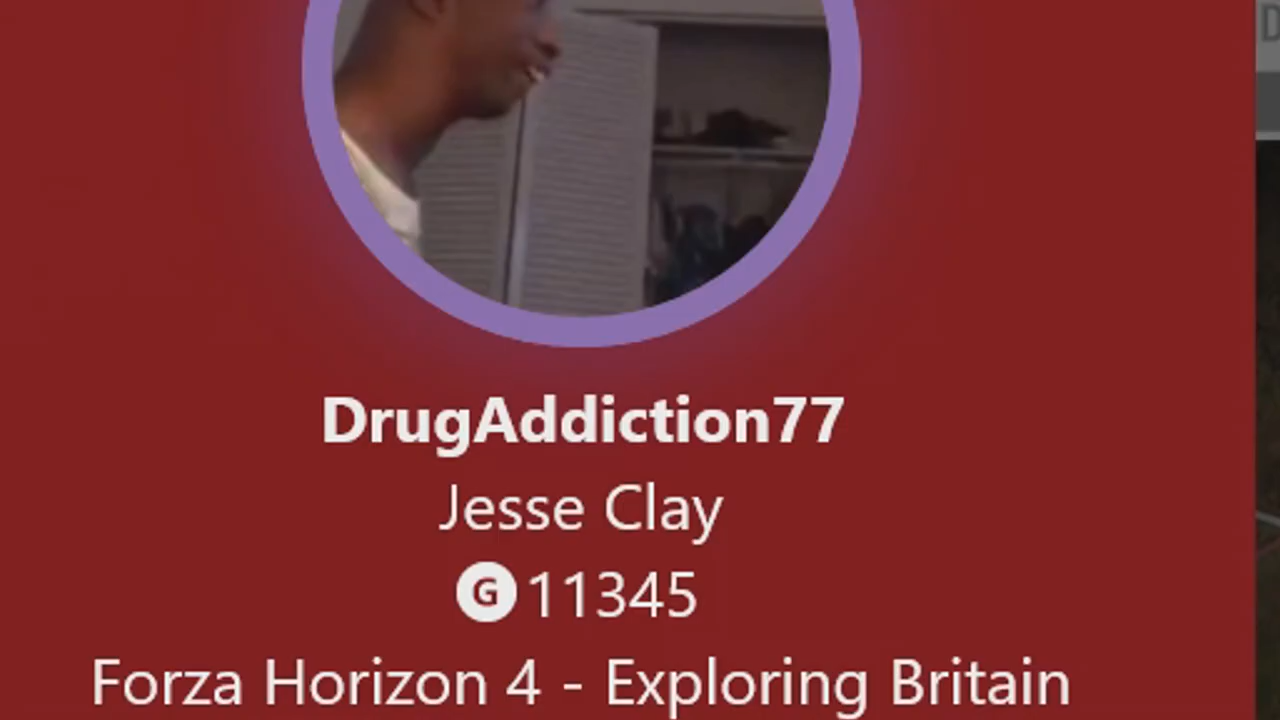 D
DrugAddiction77
Jesse Clay
G 11345
Forza Horizon 4 - Exploring Britain